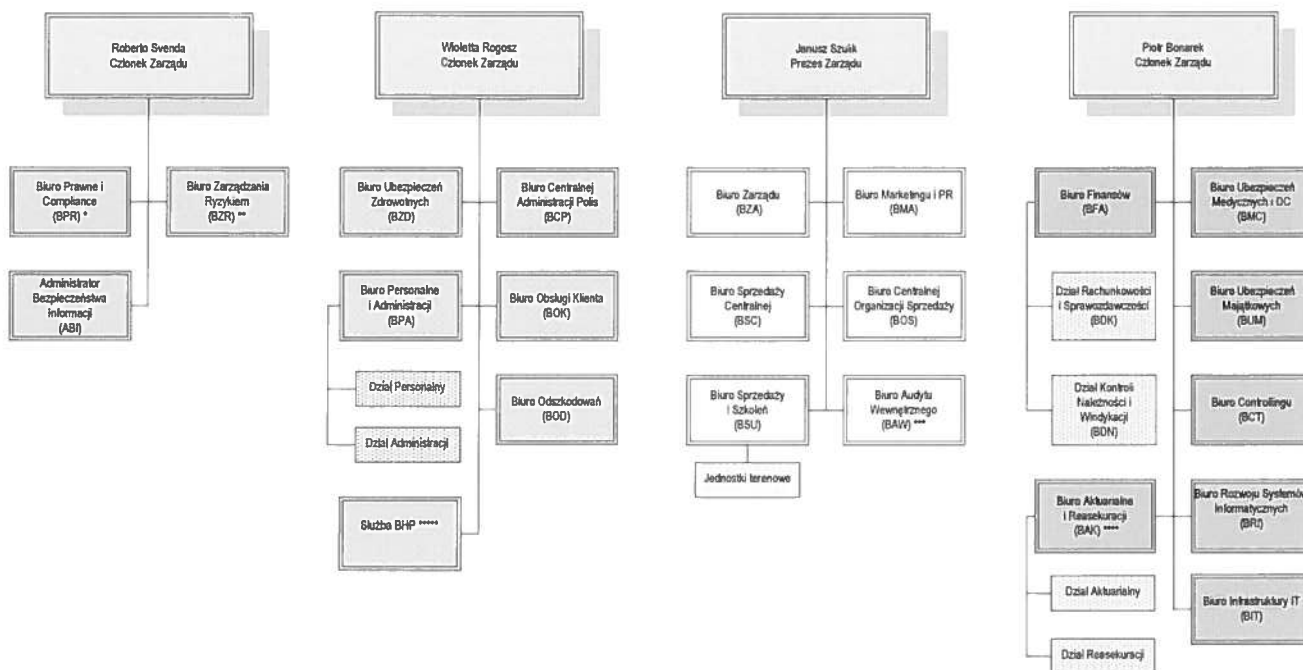 Roberto Svenda
Członek Zarządu
Biuro Prawne i
Compliance
(BPR) *
Biuro Zarządzania
Ryzykiem
(BZR) **
Administrator
Bezpieczeństwa
Informacji
(ABI)
Wioletta Rogosz
Członek Zarządu
Biuro Ubezpieczeń
Zdrowotnych
(BZD)
Biuro Centralnej
Administracji Polis
(BCP)
Biuro Personalne
i Administracji
(BPA)
Biuro Obsługi Klienta
(BOK)
Dział Personalny
Dział Administracji
Biuro Odszkodowań
(BOD)
Służba BHP *****
Janusz Szulik
Prezes Zarządu
Biuro Zarządu
(BZA)
Biuro Marketingu i PR
(BMA)
Biuro Sprzedaży
Centralnej
(BSC)
Biuro Centralnej
Organizacji Sprzedaży
(BOS)
Biuro Sprzedaży
i Szkoleń
(BSU)
Biuro Audytu
Wewnętrznego
(BAW) ***
Jednostki terenowe
Piotr Bonarek
Członek Zarządu
Biuro Finansów
(BFA)
Biuro Ubezpieczeń
Medycznych i DC
(BMC)
Dział Rachunkowości
i Sprawozdawczości
(BDK)
Biuro Ubezpieczeń
Majątkowych
(BUM)
Dział Kontroli
Należności i
Windykacji
(BDN)
Biuro Controllingu
(BCT)
Biuro Aktuarialne
i Reasekuracji
(BAK) ****
Biuro Rozwoju Systemów
Informatycznych
(BRI)
Dział Aktuarialny
Biuro Infrastruktury IT
(BIT)
Dział Reasekuracji